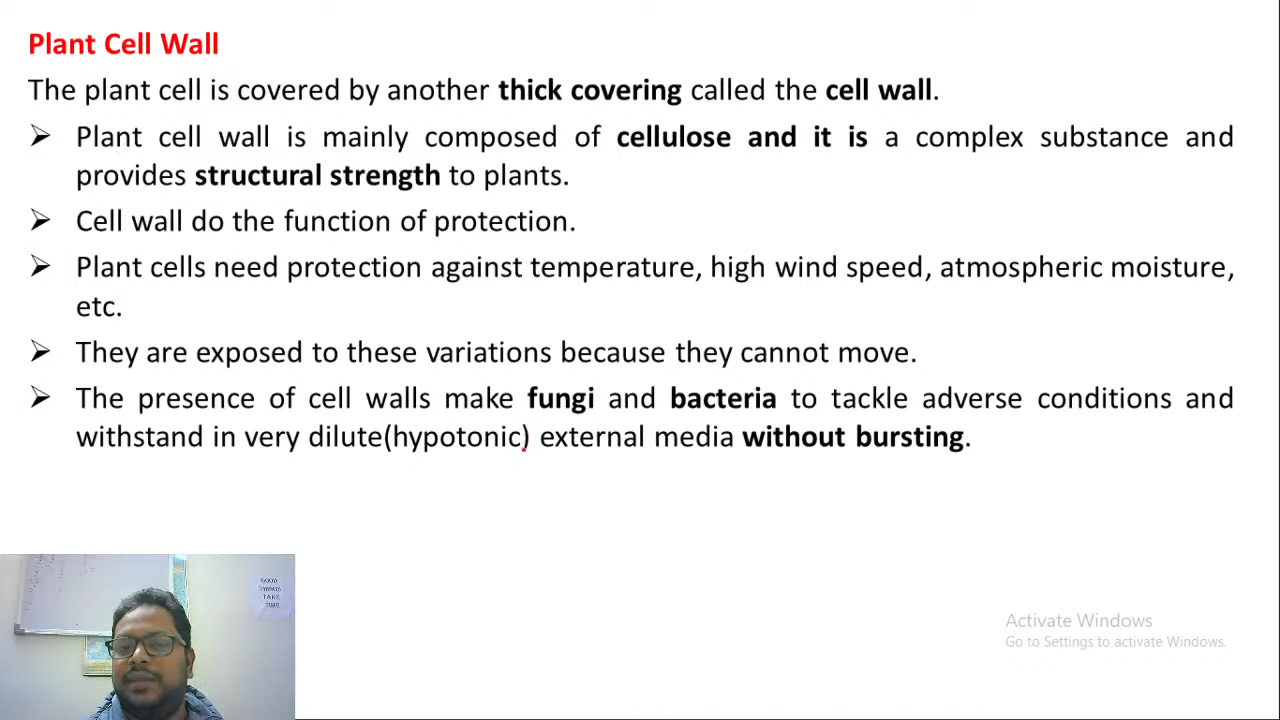 Plant Cell Wall
The plant cell is covered by another thick covering called the cell wall.
➢ Plant cell wall is mainly composed of cellulose and it is a complex substance and
provides structural strength to plants.
➢ Cell wall do the function of protection.
➢ Plant cells need protection against temperature, high wind speed, atmospheric moisture,
etc.
➢ They are exposed to these variations because they cannot move.
➢ The presence of cell walls make fungi and bacteria to tackle adverse conditions and
withstand in very dilute(hypotonic) external media without bursting.
GOOD
THINGS
TAKE
TIME
Activate Windows
Go to Settings to activate Windows.